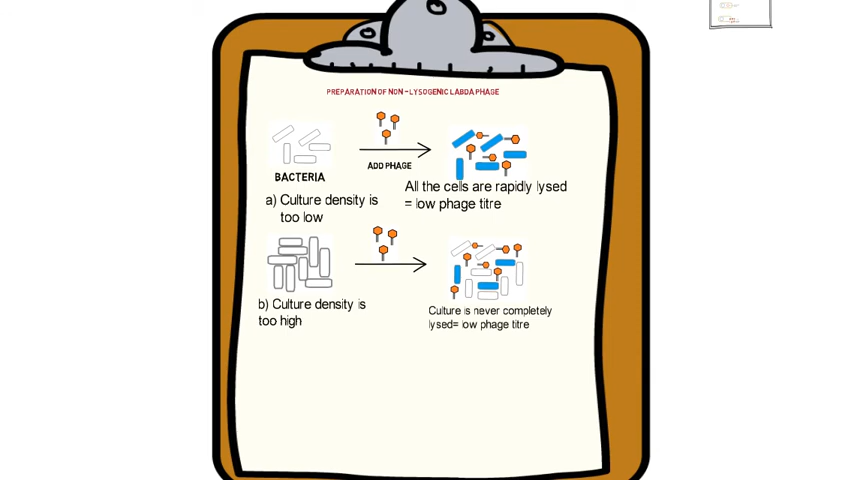 PREPARATION OF NON -LYSOGENIC LABDA PHAGE
ADD PHAGE
BACTERIA
All the cells are rapidly lysed
= low phage titre
a) Culture density is
too low
b) Culture density is
too high
Culture is never completely
lysed= low phage titre